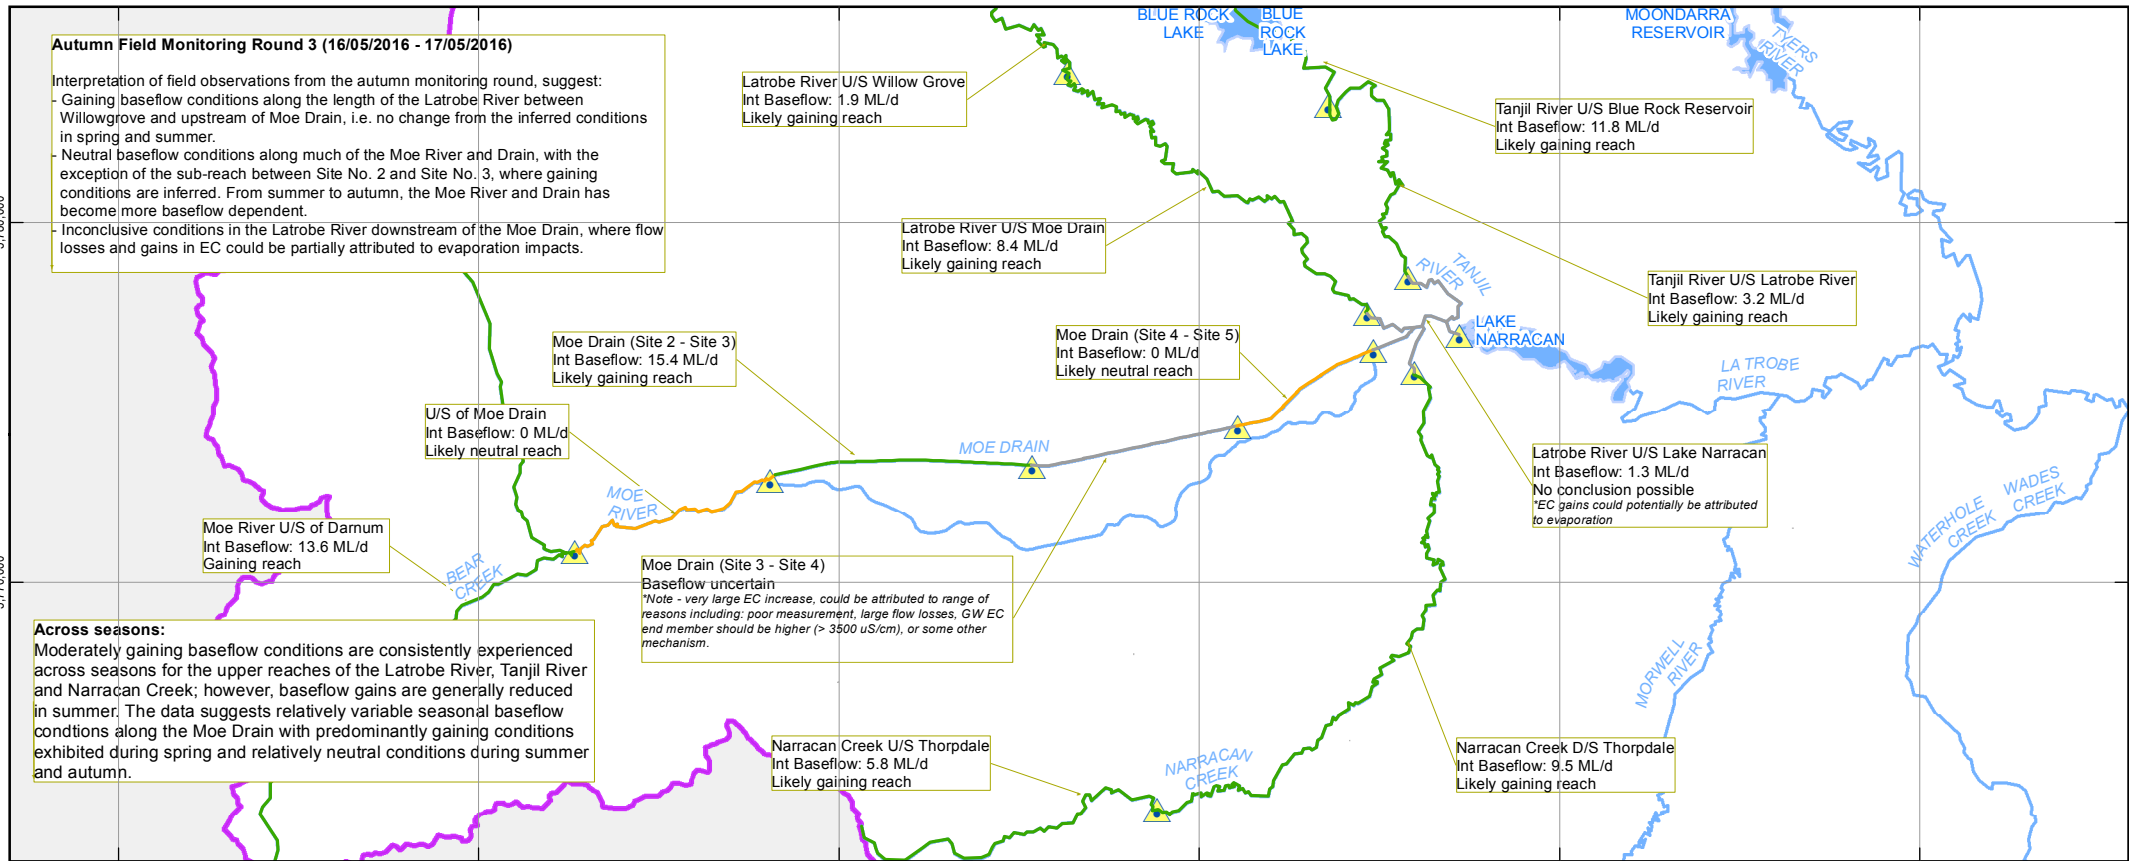 Autumn Field Monitoring Round 3 (16/05/2016 - 17/05/2016)
Interpretation of field observations from the autumn monitoring round, suggest:
- Gaining baseflow conditions along the length of the Latrobe River between
Willowgrove and upstream of Moe Drain, i.e. no change from the inferred conditions
in spring and summer.
- Neutral baseflow conditions along much of the Moe River and Drain, with the
exception of the sub-reach between Site No. 2 and Site No. 3, where gaining
conditions are inferred. From summer to autumn, the Moe River and Drain has
become more baseflow dependent.
- Inconclusive conditions in the Latrobe River downstream of the Moe Drain, where flow
losses and gains in EC could be partially attributed to evaporation impacts.
BLUE ROCK
LAKE
BLUE
ROCK
LAKE
MOONDARRA
RESERVOIR
TYERS
RIVER
Latrobe River U/S Willow Grove
Int Baseflow: 1.9 ML/d
Likely gaining reach
Tanjil River U/S Blue Rock Reservoir
Int Baseflow: 11.8 ML/d
Likely gaining reach
Latrobe River U/S Moe Drain
Int Baseflow: 8.4 ML/d
Likely gaining reach
TANJIL
RIVER
Tanjil River U/S Latrobe River
Int Baseflow: 3.2 ML/d
Likely gaining reach
Moe Drain (Site 2 - Site 3)
Int Baseflow: 15.4 ML/d
Likely gaining reach
Moe Drain (Site 4 - Site 5)
Int Baseflow: 0 ML/d
Likely neutral reach
LAKE
NARRACAN
LA TROBE
RIVER
U/S of Moe Drain
Int Baseflow: 0 ML/d
Likely neutral reach
MOE DRAIN
Latrobe River U/S Lake Narracan
Int Baseflow: 1.3 ML/d
No conclusion possible
*EC gains could potentially be attributed
to evaporation
MOE
RIVER
WADES
CREEK
WATERHOLE
CREEK
Moe River U/S of Darnum
Int Baseflow: 13.6 ML/d
Gaining reach
BEAR
CREEK
Moe Drain (Site 3 - Site 4)
Baseflow uncertain
*Note - very large EC increase, could be attributed to range of
reasons including: poor measurement, large flow losses, GW EC
end member should be higher (> 3500 uS/cm), or some other
mechanism.
MORWELL
RIVER
Across seasons:
Moderately gaining baseflow conditions are consistently experienced
across seasons for the upper reaches of the Latrobe River, Tanjil River
and Narracan Creek; however, baseflow gains are generally reduced
in summer. The data suggests relatively variable seasonal baseflow
condtions along the Moe Drain with predominantly gaining conditions
exhibited during spring and relatively neutral conditions during summer
and autumn.
Narracan Creek U/S Thorpdale
Int Baseflow: 5.8 ML/d
Likely gaining reach
NARRACAN
CREEK
Narracan Creek D/S Thorpdale
Int Baseflow: 9.5 ML/d
Likely gaining reach